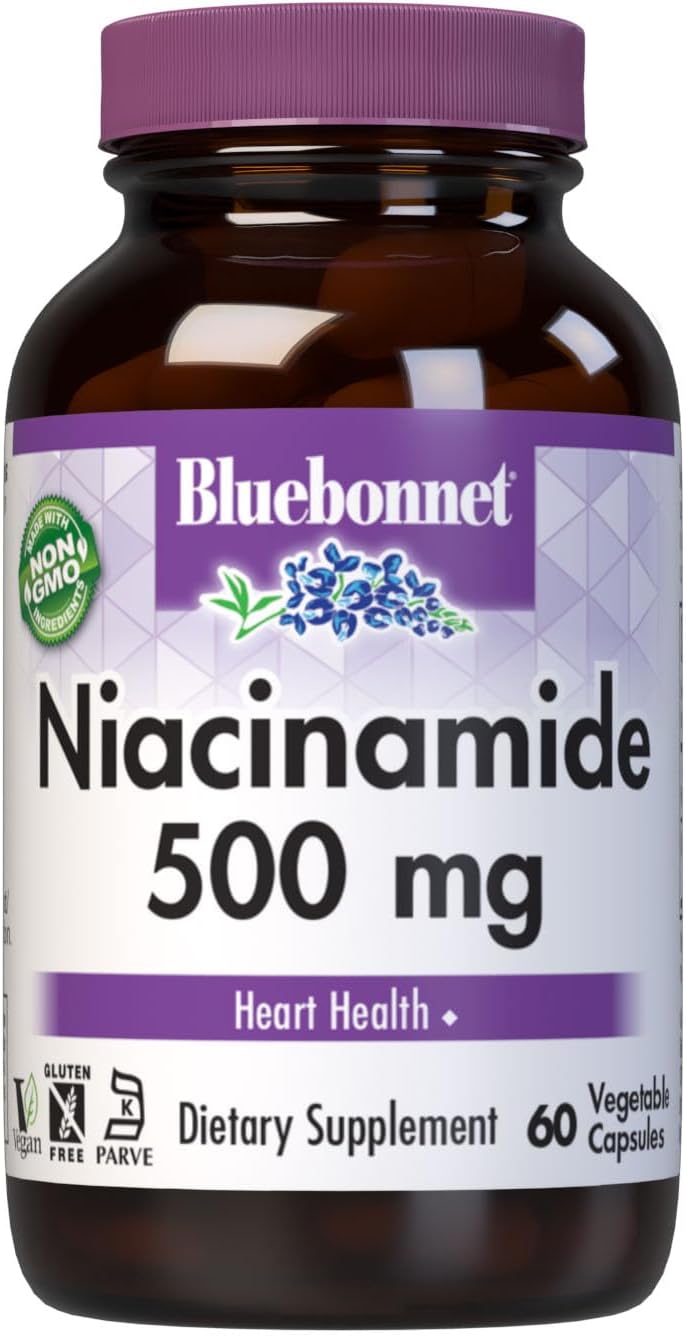 Bluebonnet®
MADE WITH
NON
GMO
INGREDIENTS
Niacinamide
500 mg
Heart Health ◆
V
Vegan
GLUTEN
FREE
K
PARVE
Dietary Supplement
60 Vegetable
Capsules